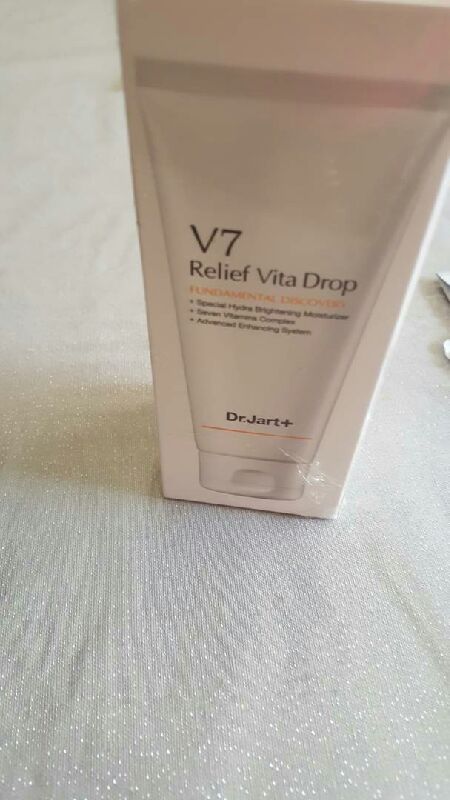 V7
Relief Vita Drop
FUNDAMENTAL DISCOVERY
• Special Hydra Brightening Moisturizer
• Seven Vitamins Complex
• Advanced Enhancing System
Dr.Jart+